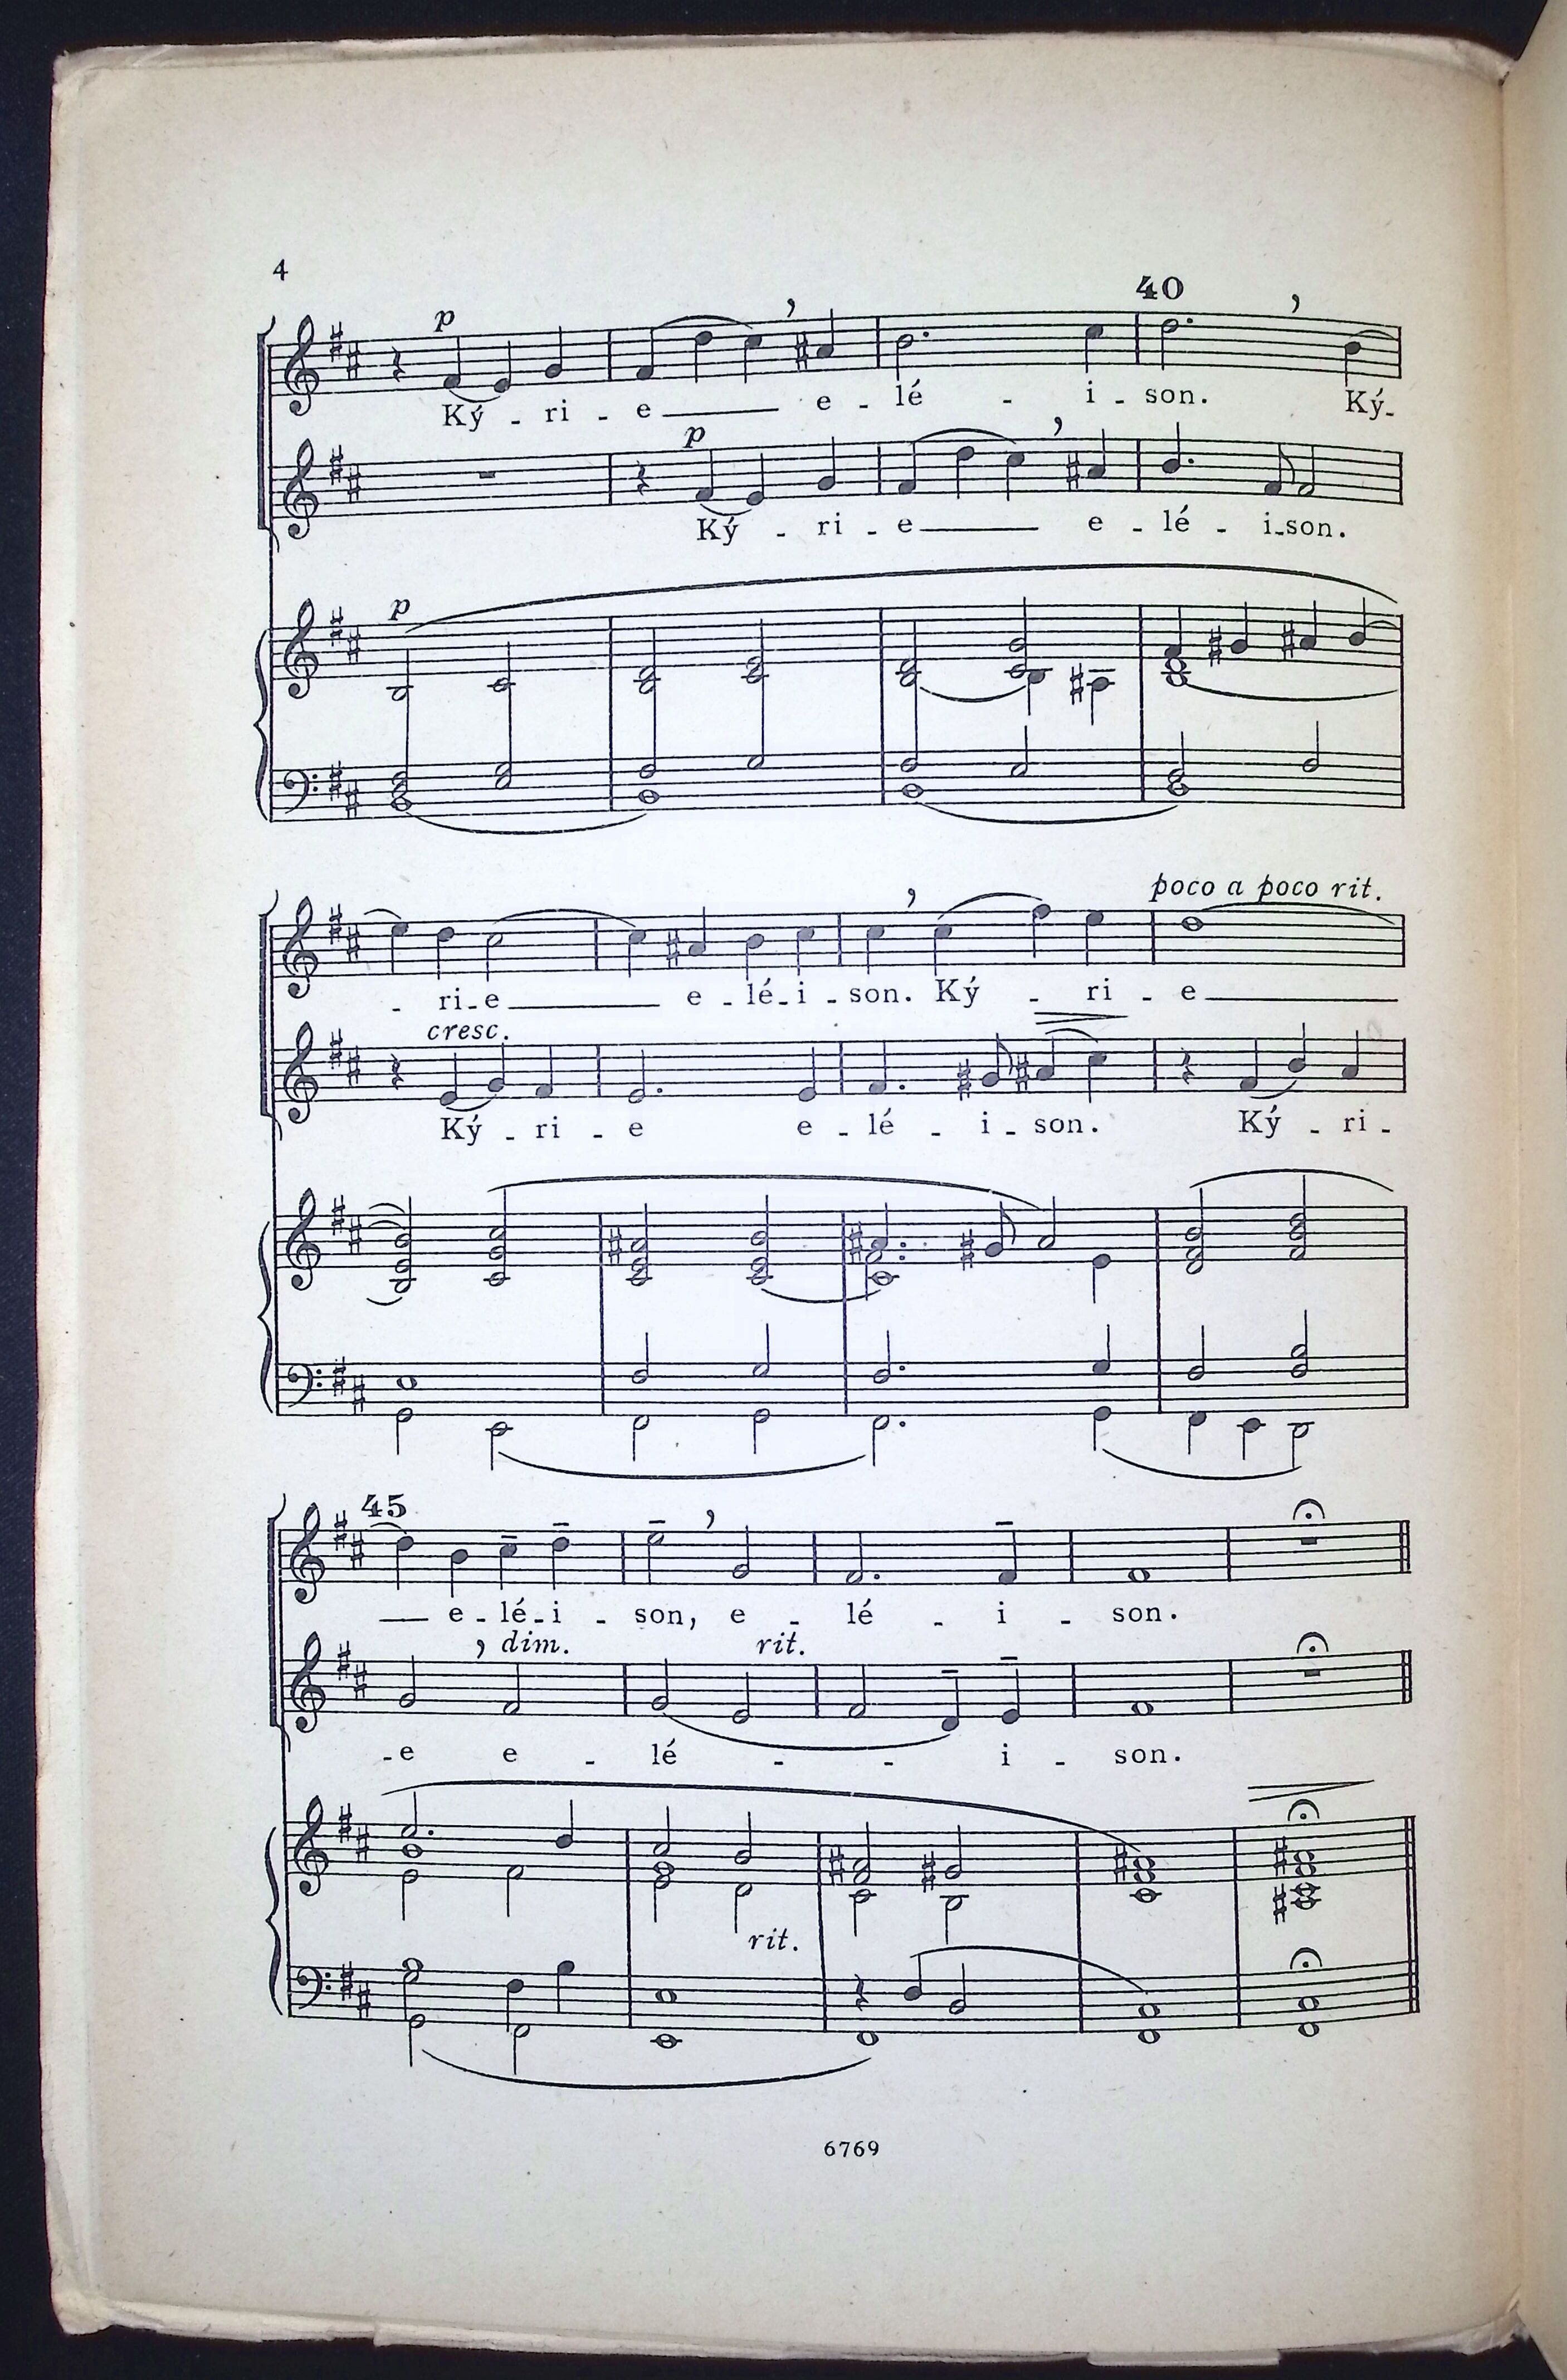 4
40
p
Ký - ri - e e - lé - i - son. Ký-
p
Ký - ri - e e - lé - i-son.
p
poco a poco rit.
- ri-e e - lé-i - son. Ký - ri - e
cresc.
Ký - ri - e e - lé - i - son. Ký - ri -
45
e - lé-i - son, e - lé - i - son.
dim. rit.
-e e - lé - - i - son.
rit.
6769